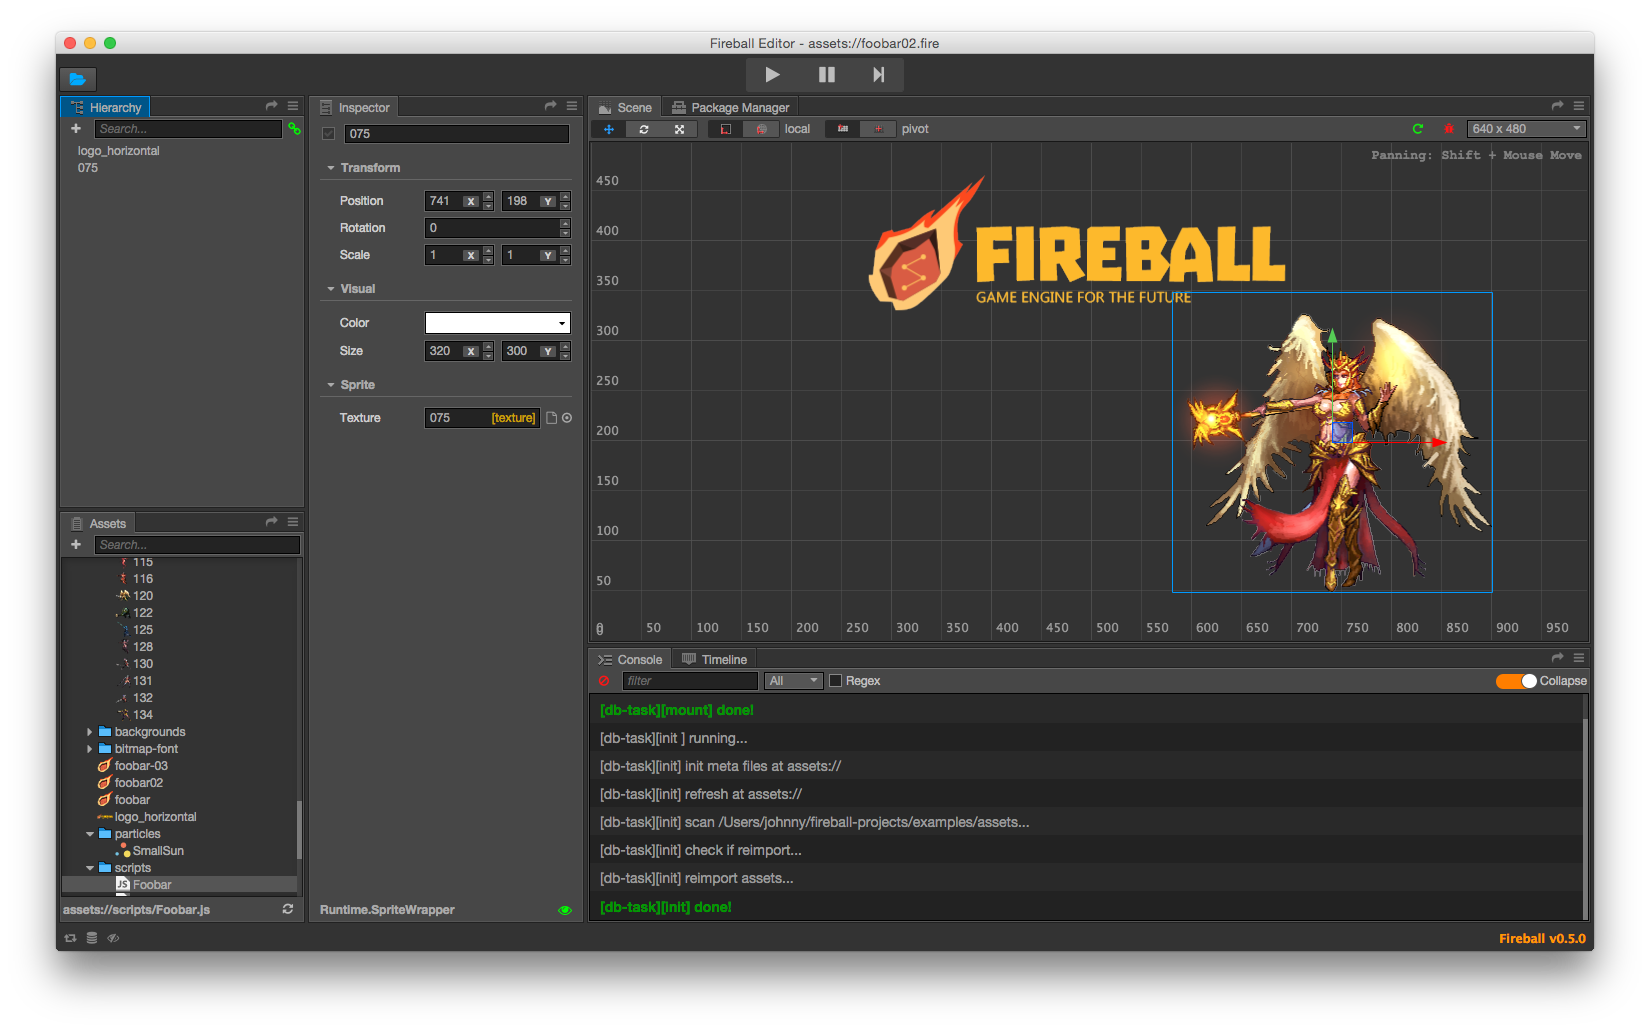 Fireball Editor - assets://foobar02.fire
Hierarchy
Search...
logo_horizontal
075
Assets
Search...
115
116
120
122
125
128
130
131
132
134
backgrounds
bitmap-font
foobar-03
foobar02
foobar
logo_horizontal
particles
SmallSun
scripts
JS Foobar
assets://scripts/Foobar.js
Inspector
075
Transform
Position 741 X 198 Y
Rotation 0
Scale 1 X 1 Y
Visual
Color
Size 320 X 300 Y
Sprite
Texture 075 [texture]
Runtime.SpriteWrapper
Scene Package Manager
local pivot 640 x 480
Panning: Shift + Mouse Move
450
400
350
300
250
200
150
100
50
0
0 50 100 150 200 250 300 350 400 450 500 550 600 650 700 750 800 850 900 950
FIREBALL
GAME ENGINE FOR THE FUTURE
Console Timeline
filter All Regex Collapse
[db-task][mount] done!
[db-task][init ] running...
[db-task][init] init meta files at assets://
[db-task][init] refresh at assets://
[db-task][init] scan /Users/johnny/fireball-projects/examples/assets...
[db-task][init] check if reimport...
[db-task][init] reimport assets...
[db-task][init] done!
Fireball v0.5.0